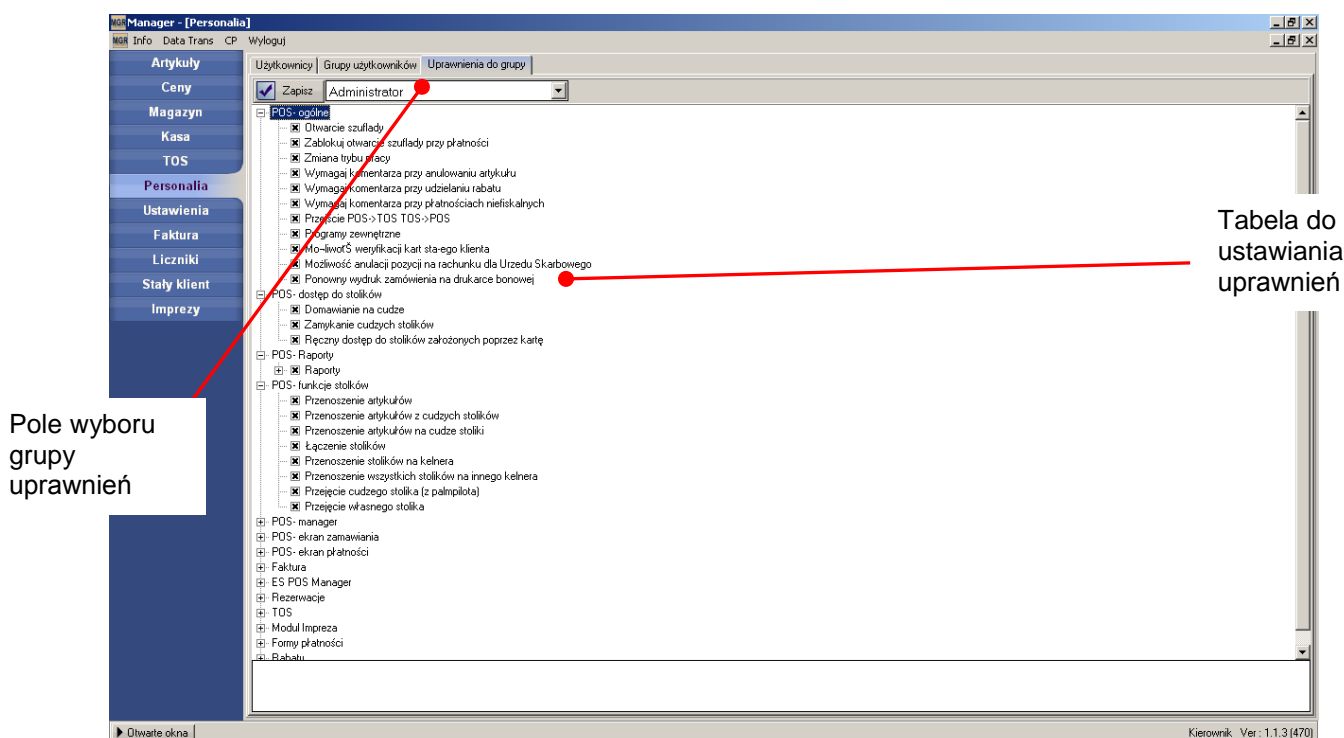 Manager - [Personalia]
Info Data Trans CP Wyloguj
Artykuły
Ceny
Magazyn
Kasa
TOS
Personalia
Ustawienia
Faktura
Liczniki
Stały klient
Imprezy
Użytkownicy Grupy użytkowników Uprawnienia do grupy
Zapisz Administrator
POS- ogólne
Otwarcie szuflady
Zablokuj otwarcie szuflady przy płatności
Zmiana trybu pracy
Wymagaj komentarza przy anulowaniu artykułu
Wymagaj komentarza przy udzielaniu rabatu
Wymagaj komentarza przy płatnościach niefiskalnych
Przejście POS->TOS TOS->POS
Programy zewnętrzne
Mo¬liwoťŠ weryfikacji kart sta-ego klienta
Możliwość anulacji pozycji na rachunku dla Urzedu Skarbowego
Ponowny wydruk zamówienia na drukarce bonowej
POS- dostęp do stolików
Domawianie na cudze
Zamykanie cudzych stolików
Ręczny dostęp do stolików założonych poprzez kartę
POS- Raporty
Raporty
POS- funkcje stolków
Przenoszenie artykułów
Przenoszenie artykułów z cudzych stolików
Przenoszenie artykułów na cudze stoliki
Łączenie stolików
Przenoszenie stolików na kelnera
Przenoszenie wszystkich stolików na innego kelnera
Przejęcie cudzego stolika (z palmpilota)
Przejęcie własnego stolika
POS- manager
POS- ekran zamawiania
POS- ekran płatności
Faktura
ES POS Manager
Rezerwacje
TOS
Moduł Impreza
Formy płatności
Rabaty
Otwarte okna
Kierownik Ver : 1.1.3 (470)
Pole wyboru
grupy
uprawnień
Tabela do
ustawiania
uprawnień